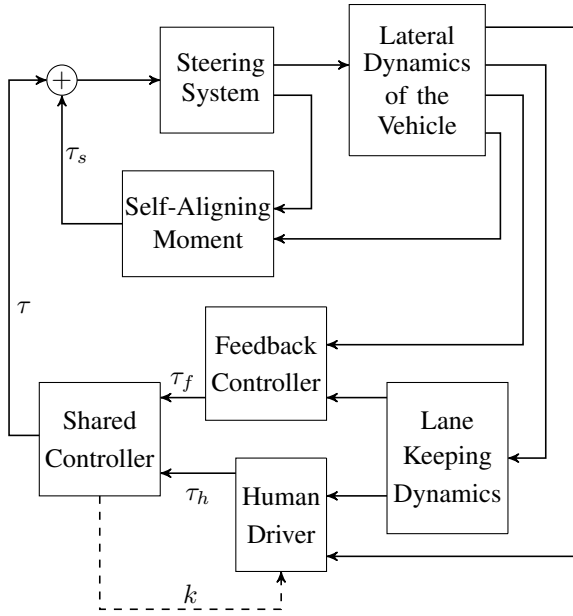 Steering
System
Lateral
Dynamics
of the
Vehicle
+
τ_s
Self-Aligning
Moment
τ
Feedback
Controller
τ_f
Shared
Controller
Lane
Keeping
Dynamics
τ_h
Human
Driver
k